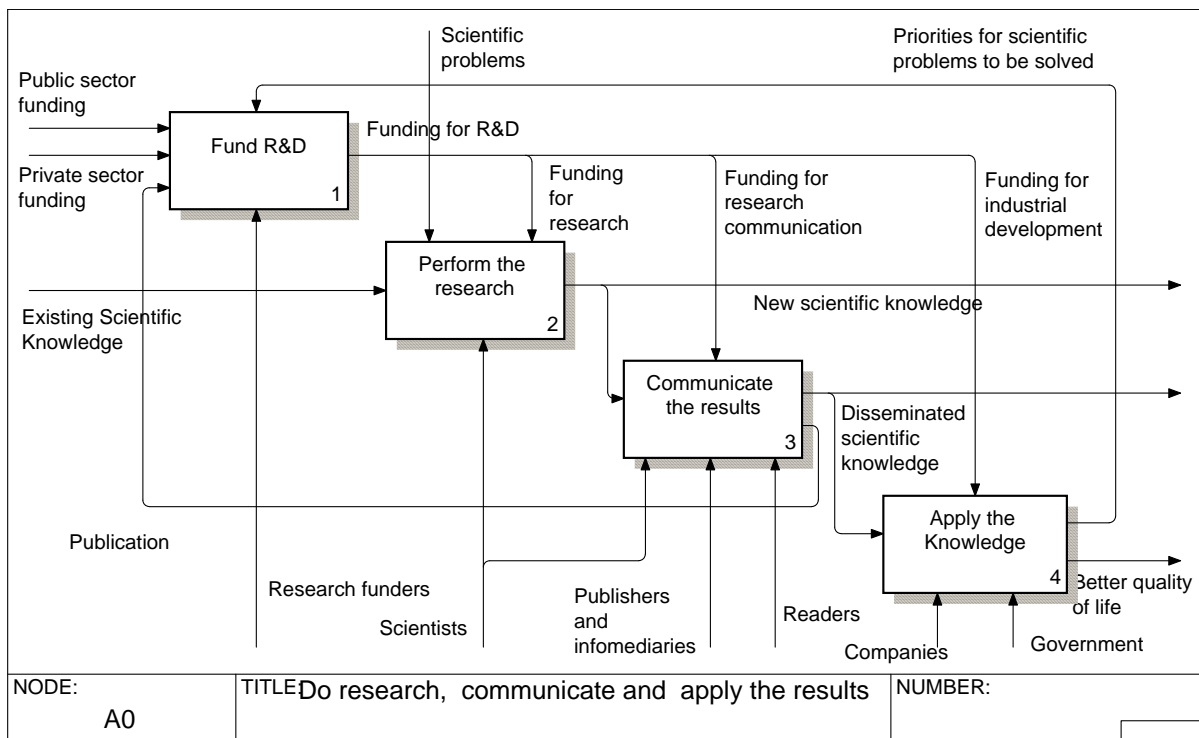 Scientific
problems
Priorities for scientific
problems to be solved
Public sector
funding
Fund R&D
1
Funding for R&D
Private sector
funding
Funding
for
research
Funding for
research
communication
Funding for
industrial
development
Perform the
research
2
Existing Scientific
Knowledge
New scientific knowledge
Communicate
the results
3
Disseminated
scientific
knowledge
Apply the
Knowledge
4
Publication
Research funders
Scientists
Publishers
and
infomediaries
Readers
Companies
Government
Better quality
of life
NODE:
A0
TITLE:
Do research, communicate and apply the results
NUMBER: